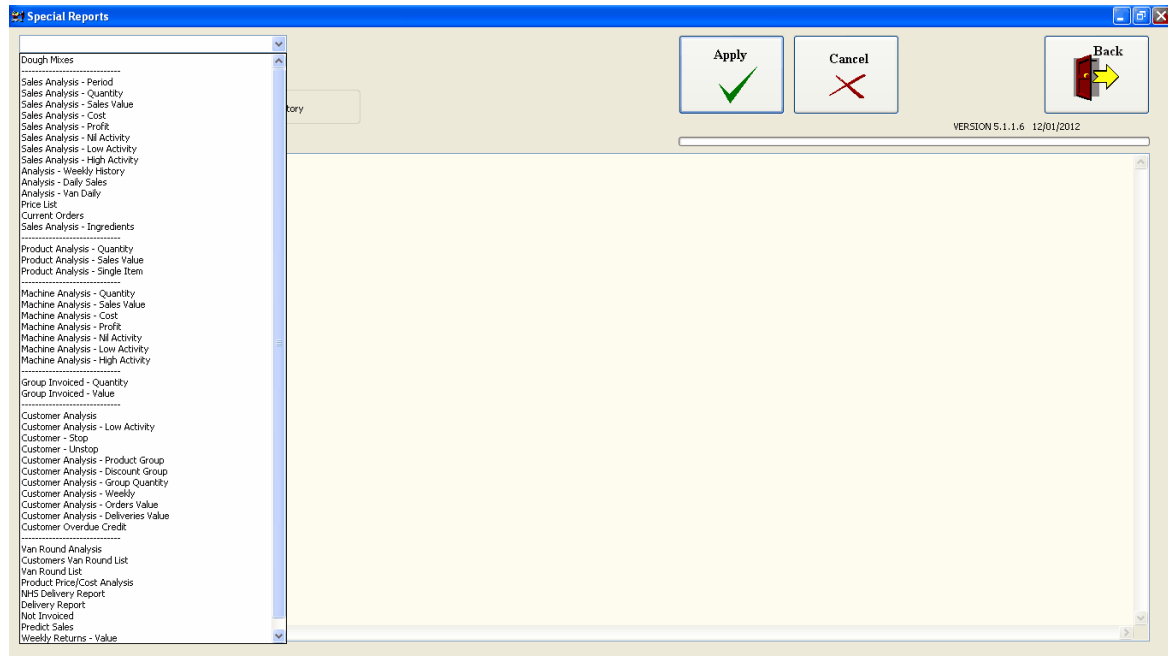 Special Reports
Dough Mixes
----------------------------
Sales Analysis - Period
Sales Analysis - Quantity
Sales Analysis - Sales Value
Sales Analysis - Cost
Sales Analysis - Profit
Sales Analysis - Nil Activity
Sales Analysis - Low Activity
Sales Analysis - High Activity
Analysis - Weekly History
Analysis - Daily Sales
Analysis - Van Daily
Price List
Current Orders
Sales Analysis - Ingredients
----------------------------
Product Analysis - Quantity
Product Analysis - Sales Value
Product Analysis - Single Item
----------------------------
Machine Analysis - Quantity
Machine Analysis - Sales Value
Machine Analysis - Cost
Machine Analysis - Profit
Machine Analysis - Nil Activity
Machine Analysis - Low Activity
Machine Analysis - High Activity
----------------------------
Group Invoiced - Quantity
Group Invoiced - Value
----------------------------
Customer Analysis
Customer Analysis - Low Activity
Customer - Stop
Customer - Unstop
Customer Analysis - Product Group
Customer Analysis - Discount Group
Customer Analysis - Group Quantity
Customer Analysis - Weekly
Customer Analysis - Orders Value
Customer Analysis - Deliveries Value
Customer Overdue Credit
----------------------------
Van Round Analysis
Customers Van Round List
Van Round List
Product Price/Cost Analysis
NHS Delivery Report
Delivery Report
Not Invoiced
Predict Sales
Weekly Returns - Value
tory
Apply
Cancel
Back
VERSION 5.1.1.6 12/01/2012